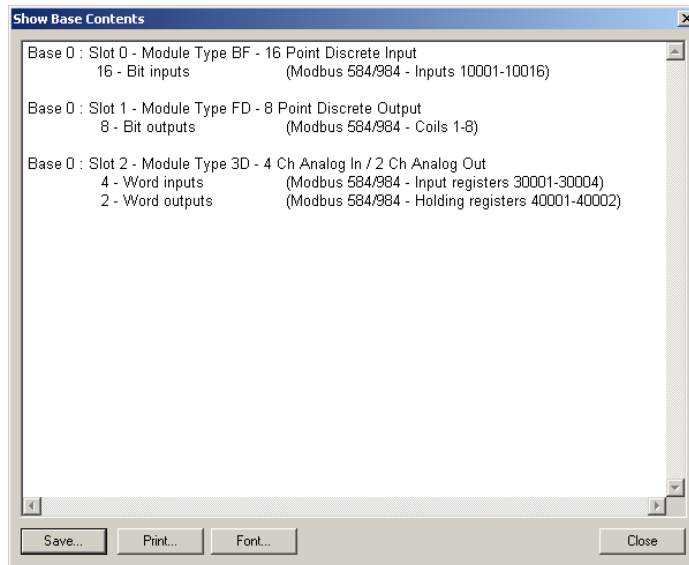 Show Base Contents
Base 0 : Slot 0 - Module Type BF - 16 Point Discrete Input
16 - Bit inputs (Modbus 584/984 - Inputs 10001-10016)
Base 0 : Slot 1 - Module Type FD - 8 Point Discrete Output
8 - Bit outputs (Modbus 584/984 - Coils 1-8)
Base 0 : Slot 2 - Module Type 3D - 4 Ch Analog In / 2 Ch Analog Out
4 - Word inputs (Modbus 584/984 - Input registers 30001-30004)
2 - Word outputs (Modbus 584/984 - Holding registers 40001-40002)
Save... Print... Font... Close